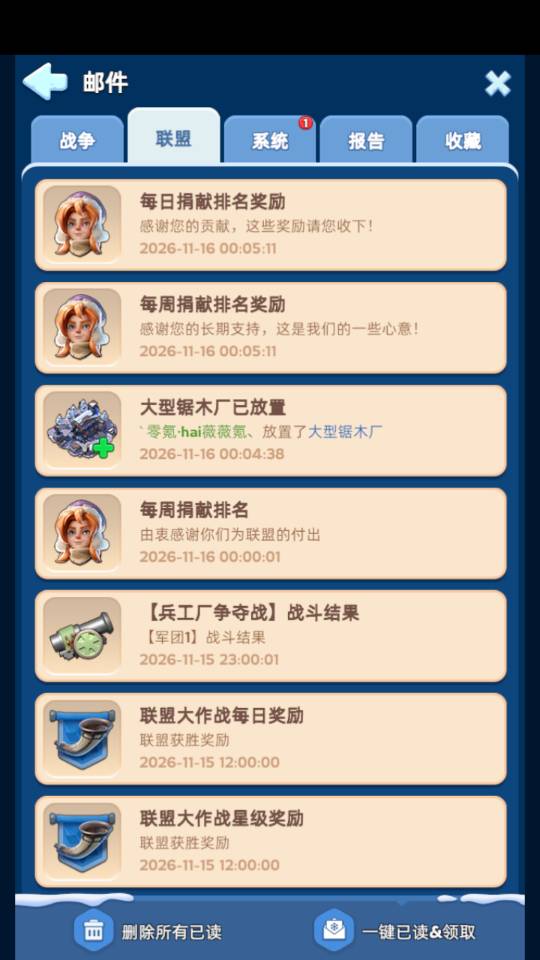 邮件
战争
联盟
系统
1
报告
收藏
每日捐献排名奖励
感谢您的贡献，这些奖励请您收下！
2026-11-16 00:05:11
每周捐献排名奖励
感谢您的长期支持，这是我们的一些心意！
2026-11-16 00:05:11
大型锯木厂已放置
`零氪·hai薇薇氪、放置了大型锯木厂
2026-11-16 00:04:38
每周捐献排名
由衷感谢你们为联盟的付出
2026-11-16 00:00:01
【兵工厂争夺战】战斗结果
【军团1】战斗结果
2026-11-15 23:00:01
联盟大作战每日奖励
联盟获胜奖励
2026-11-15 12:00:00
联盟大作战星级奖励
联盟获胜奖励
2026-11-15 12:00:00
删除所有已读
一键已读&领取